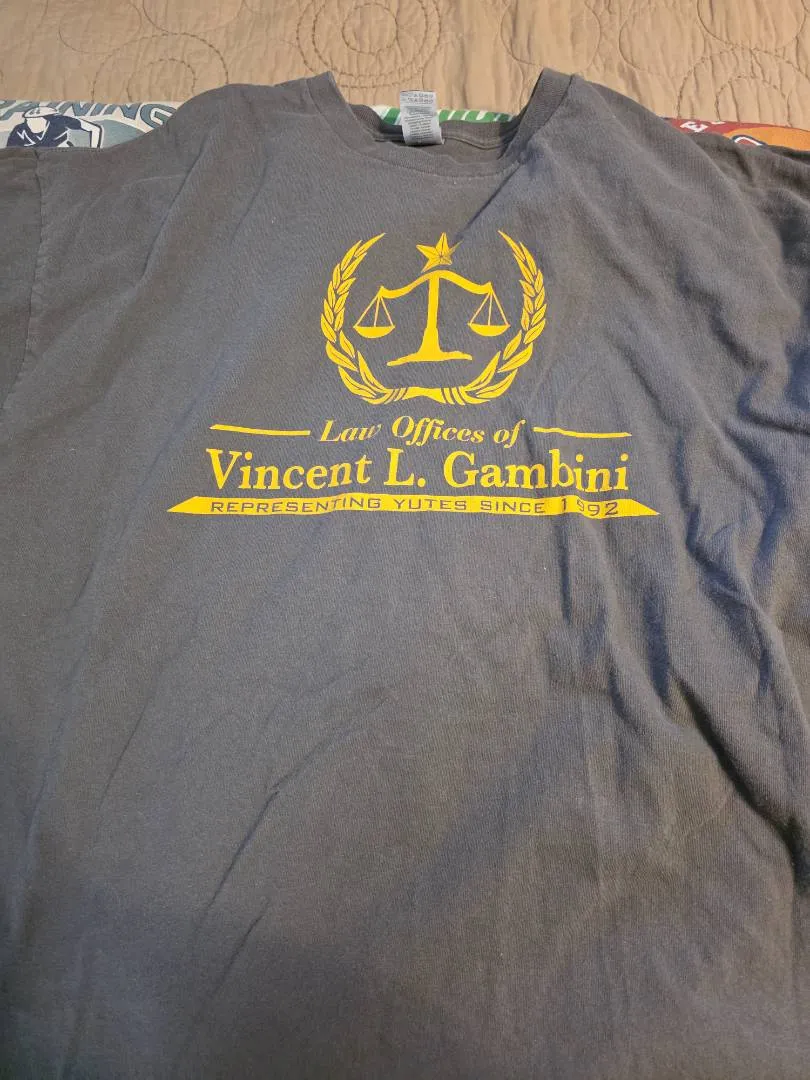 Law Offices of
Vincent L. Gambini
REPRESENTING YUTES SINCE 1992